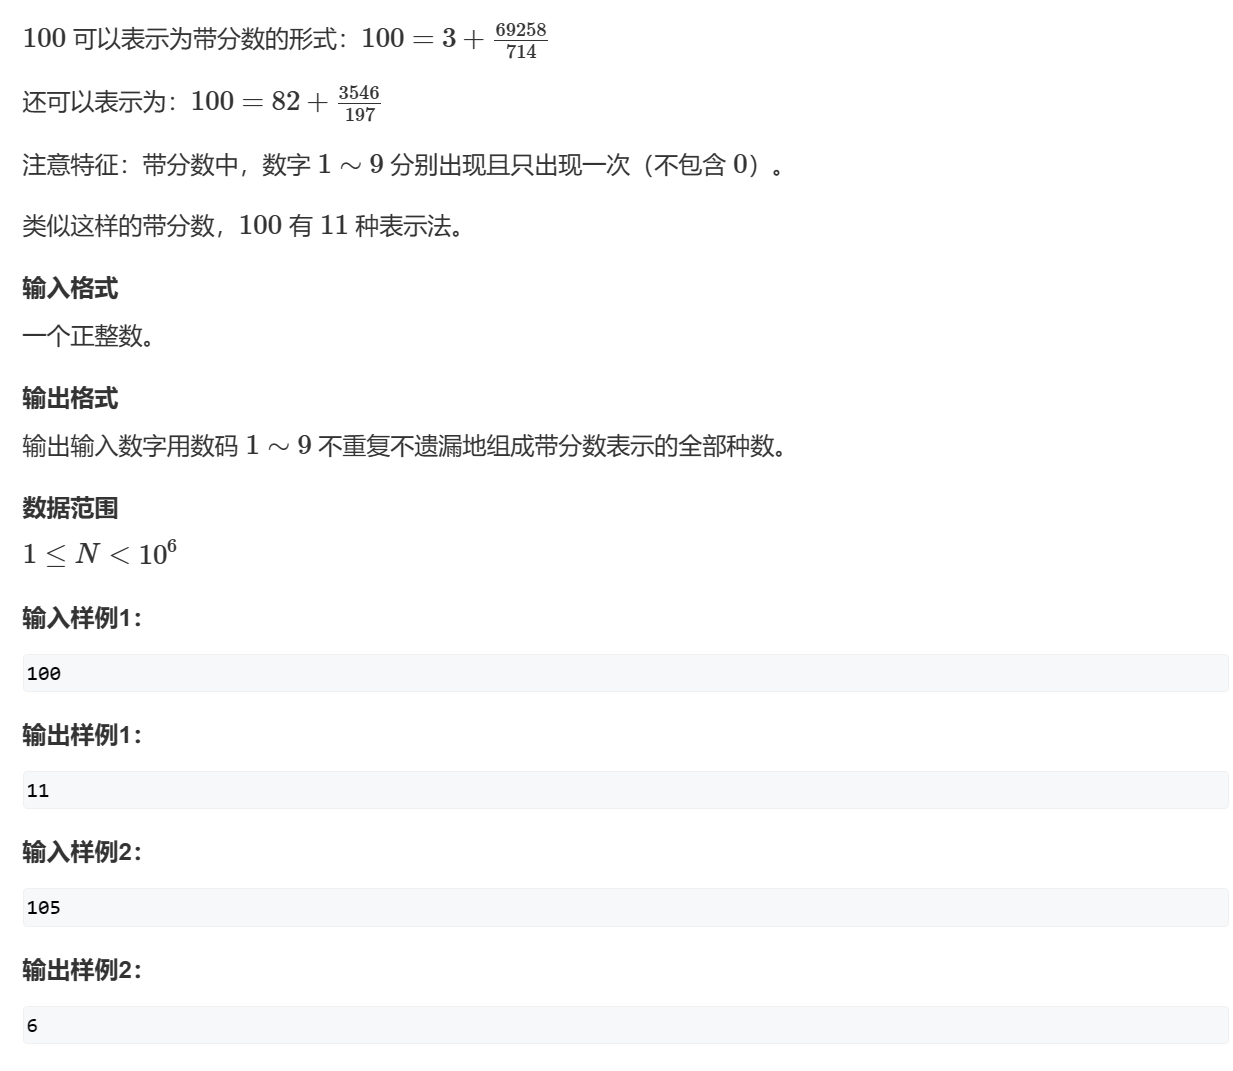 100 可以表示为带分数的形式：100 = 3 + 69258/714
还可以表示为：100 = 82 + 3546/197
注意特征：带分数中，数字 1 ∼ 9 分别出现且只出现一次（不包含 0）。
类似这样的带分数，100 有 11 种表示法。
输入格式
一个正整数。
输出格式
输出输入数字用数码 1 ∼ 9 不重复不遗漏地组成带分数表示的全部种数。
数据范围
1 ≤ N < 10^6
输入样例1：
100
输出样例1：
11
输入样例2：
105
输出样例2：
6